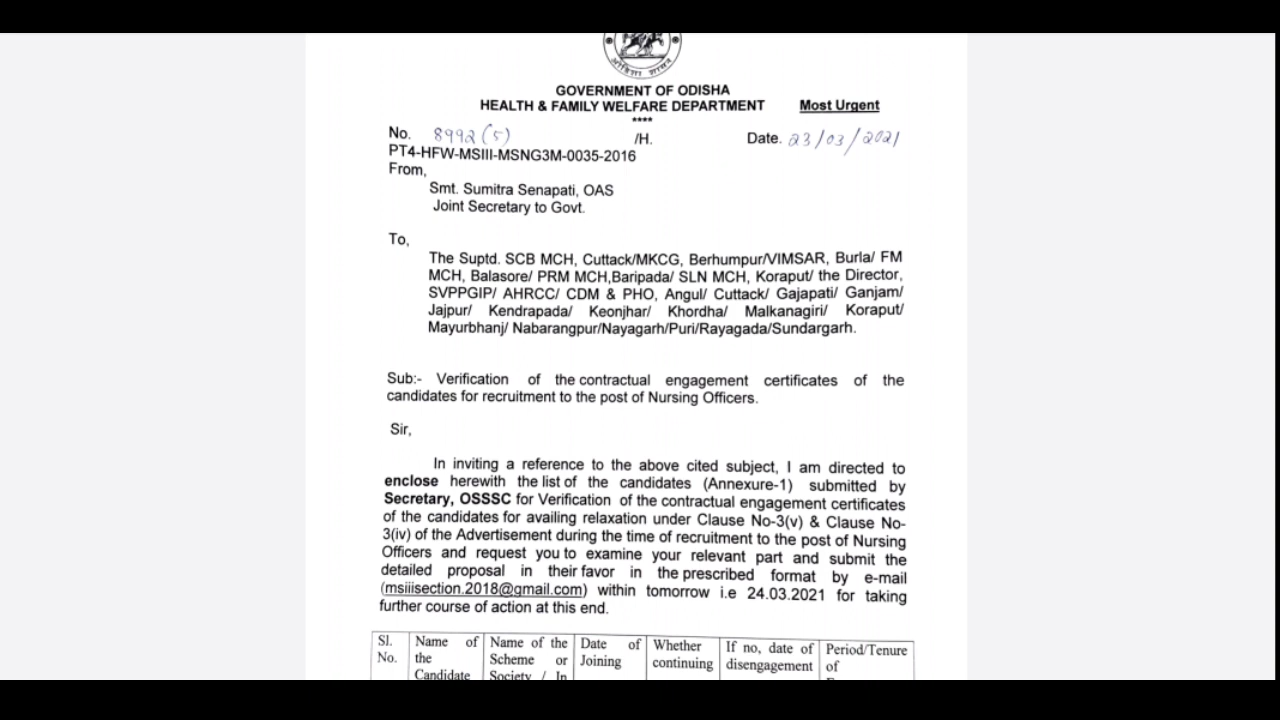 ओडिशा शासन
GOVERNMENT OF ODISHA
HEALTH & FAMILY WELFARE DEPARTMENT Most Urgent
****
No. 8992(5) /H. Date. 23/03/2021
PT4-HFW-MSIII-MSNG3M-0035-2016
From,
Smt. Sumitra Senapati, OAS
Joint Secretary to Govt.
To,
The Suptd. SCB MCH, Cuttack/MKCG, Berhumpur/VIMSAR, Burla/ FM
MCH, Balasore/ PRM MCH,Baripada/ SLN MCH, Koraput/ the Director,
SVPPGIP/ AHRCC/ CDM & PHO, Angul/ Cuttack/ Gajapati/ Ganjam/
Jajpur/ Kendrapada/ Keonjhar/ Khordha/ Malkanagiri/ Koraput/
Mayurbhanj/ Nabarangpur/Nayagarh/Puri/Rayagada/Sundargarh.
Sub:- Verification of the contractual engagement certificates of the
candidates for recruitment to the post of Nursing Officers.
Sir,
In inviting a reference to the above cited subject, I am directed to
enclose herewith the list of the candidates (Annexure-1) submitted by
Secretary, OSSSC for Verification of the contractual engagement certificates
of the candidates for availing relaxation under Clause No-3(v) & Clause No-
3(iv) of the Advertisement during the time of recruitment to the post of Nursing
Officers and request you to examine your relevant part and submit the
detailed proposal in their favor in the prescribed format by e-mail
(msiiisection.2018@gmail.com) within tomorrow i.e 24.03.2021 for taking
further course of action at this end.
Sl. Name of Name of the Date of Whether If no, date of Period/Tenure
No. the Scheme or Joining continuing disengagement of
Candidate Society / In